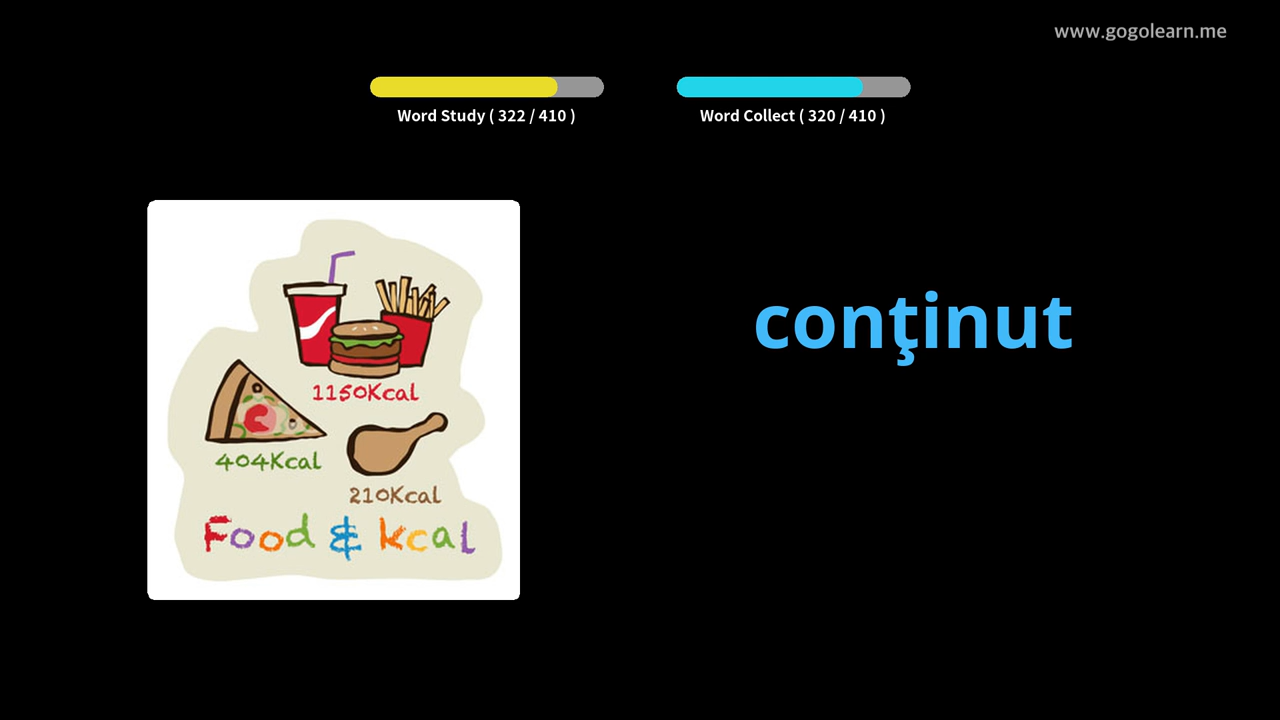 www.gogolearn.me
Word Study ( 322 / 410 )
Word Collect ( 320 / 410 )
conţinut
1150Kcal
404Kcal
210Kcal
Food & kcal